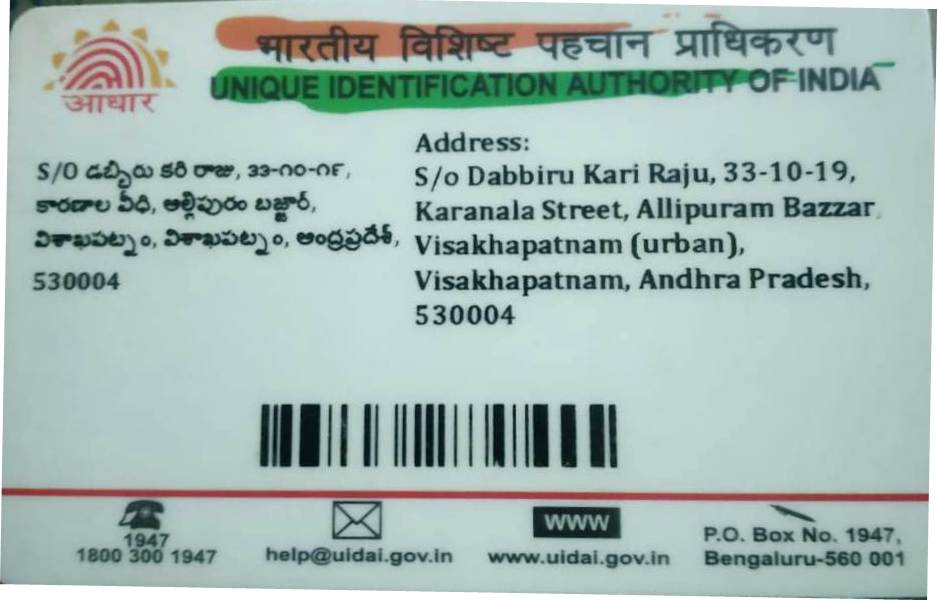 भारतीय विशिष्ट पहचान प्राधिकरण
UNIQUE IDENTIFICATION AUTHORITY OF INDIA
आधार
S/O డబ్బీరు కరి రాజు, ౩౩-౧౦-౧౯,
కారణాల వీధి, అల్లిపురం బజ్జార్,
విశాఖపట్నం, విశాఖపట్నం, ఆంద్రప్రదేశ్,
530004
Address:
S/o Dabbiru Kari Raju, 33-10-19,
Karanala Street, Allipuram Bazzar,
Visakhapatnam (urban),
Visakhapatnam, Andhra Pradesh,
530004
1947
1800 300 1947
help@uidai.gov.in
www
www.uidai.gov.in
P.O. Box No. 1947,
Bengaluru-560 001